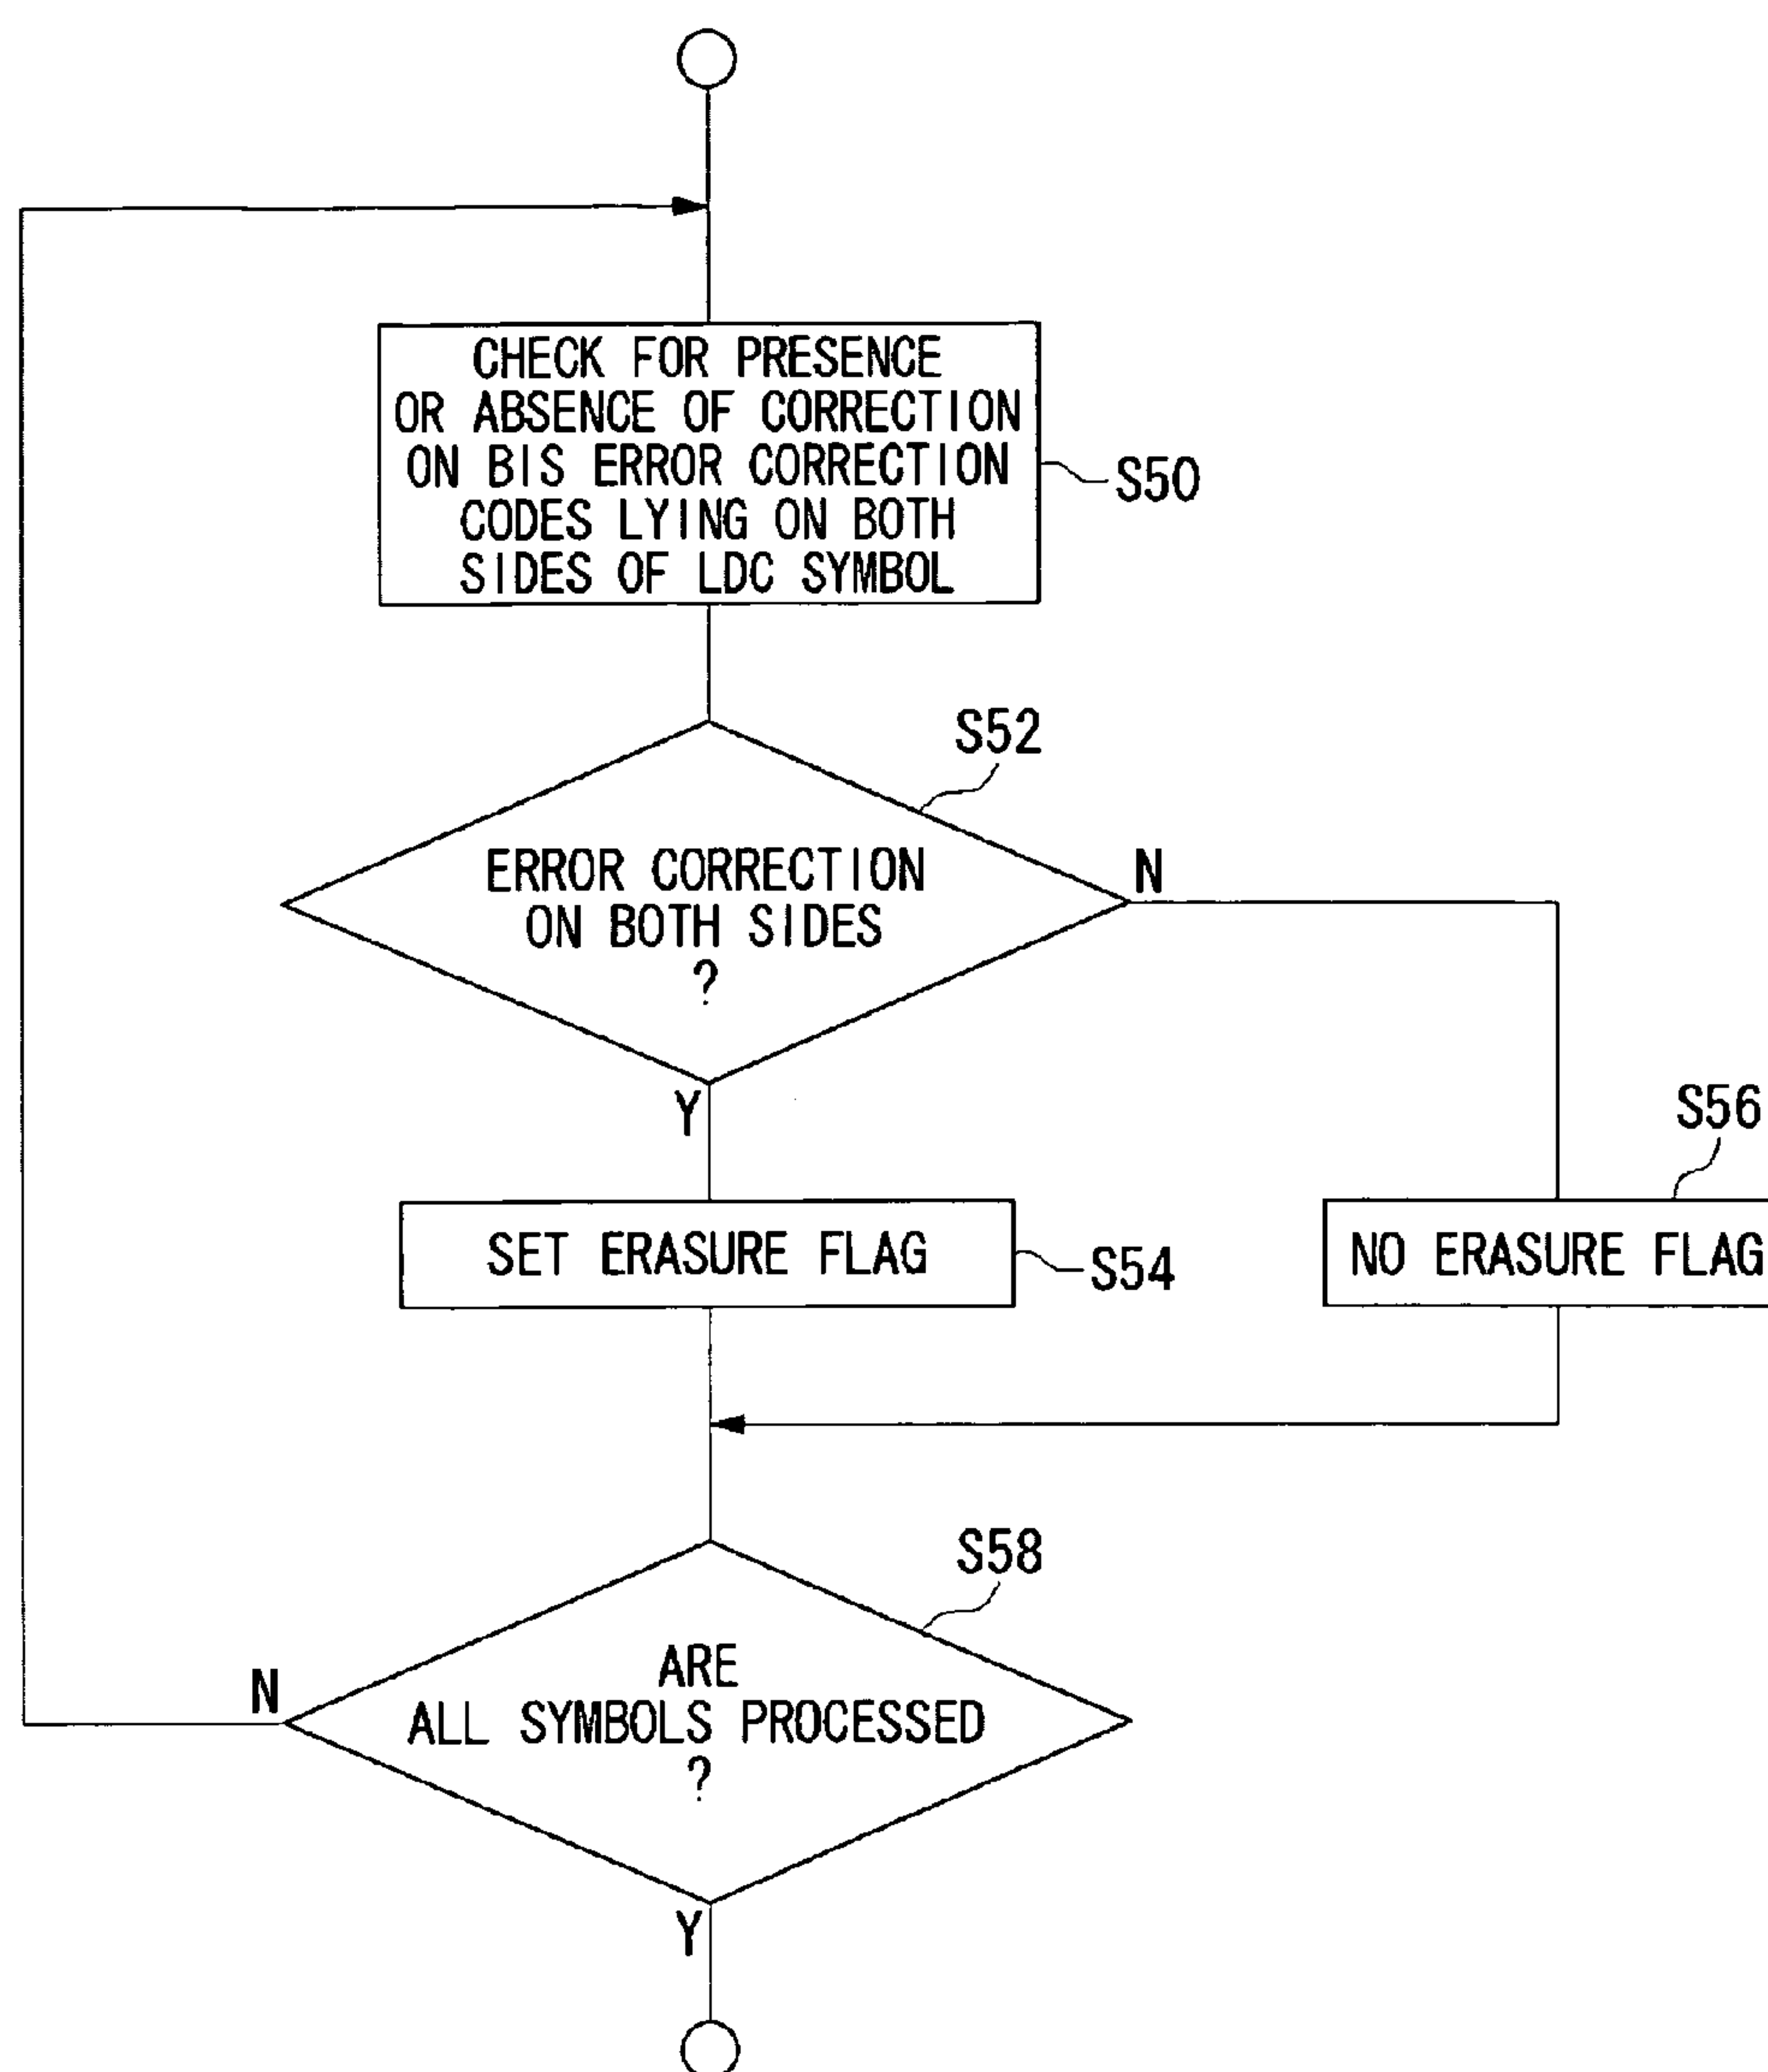 CHECK FOR PRESENCE
OR ABSENCE OF CORRECTION
ON BIS ERROR CORRECTION
CODES LYING ON BOTH
SIDES OF LDC SYMBOL
S50
S52
ERROR CORRECTION
ON BOTH SIDES
?
N
Y
S56
SET ERASURE FLAG
S54
NO ERASURE FLAG
S58
ARE
ALL SYMBOLS PROCESSED
?
N
Y